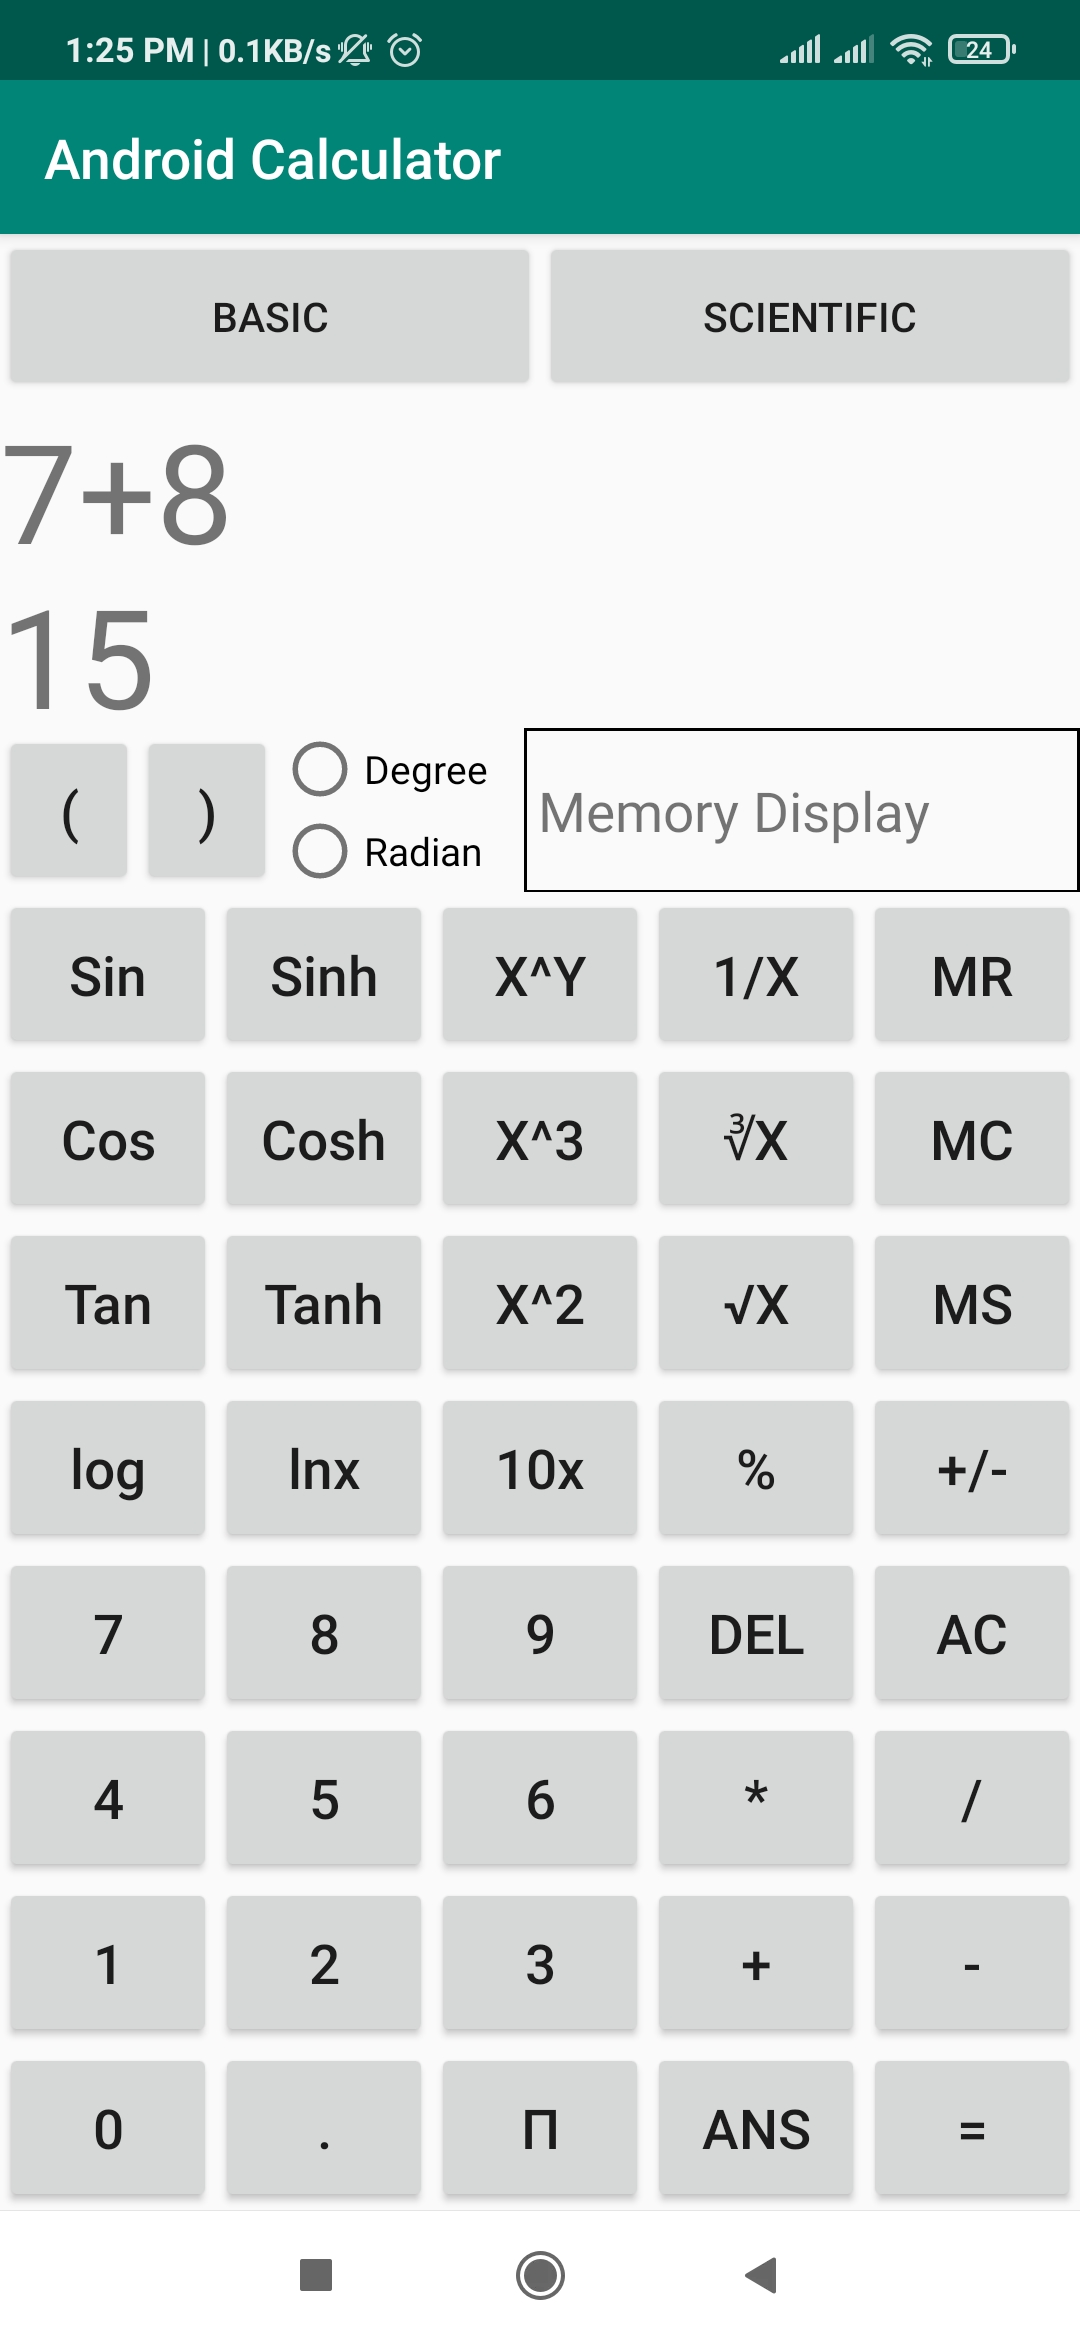 1:25 PM | 0.1KB/s 24
Android Calculator
BASIC SCIENTIFIC
7+8
15
( ) Degree Memory Display
Radian
Sin Sinh X^Y 1/X MR
Cos Cosh X^3 ∛X MC
Tan Tanh X^2 √X MS
log lnx 10x % +/-
7 8 9 DEL AC
4 5 6 * /
1 2 3 + -
0 . Π ANS =